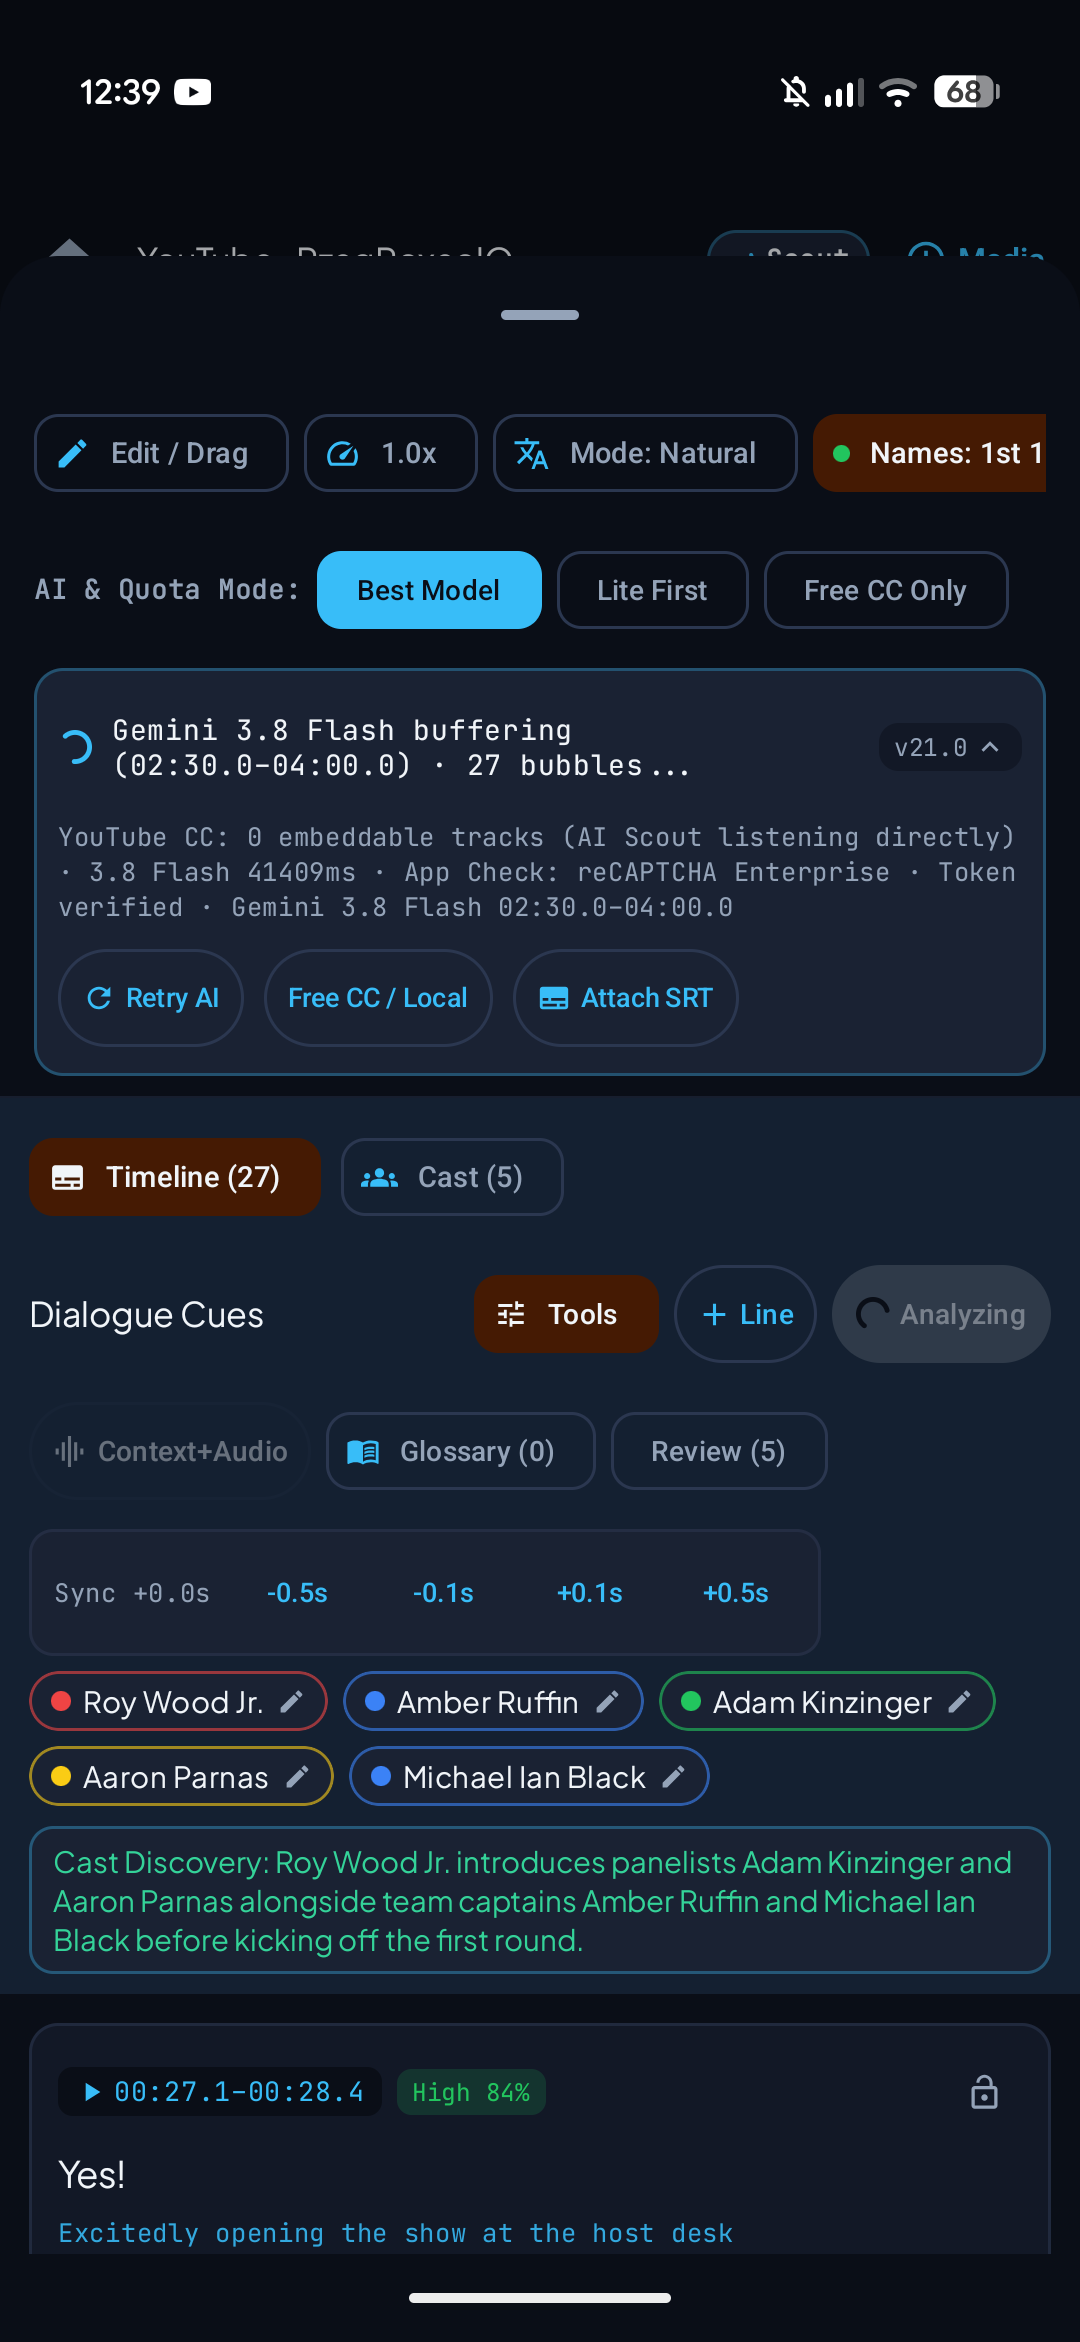 12:39
68
Edit / Drag
1.0x
Mode: Natural
Names: 1st 1
AI & Quota Mode:
Best Model
Lite First
Free CC Only
Gemini 3.8 Flash buffering
(02:30.0–04:00.0) · 27 bubbles...
v21.0
YouTube CC: 0 embeddable tracks (AI Scout listening directly)
· 3.8 Flash 41409ms · App Check: reCAPTCHA Enterprise · Token
verified · Gemini 3.8 Flash 02:30.0–04:00.0
Retry AI
Free CC / Local
Attach SRT
Timeline (27)
Cast (5)
Dialogue Cues
Tools
+ Line
Analyzing
Context+Audio
Glossary (0)
Review (5)
Sync +0.0s
-0.5s
-0.1s
+0.1s
+0.5s
Roy Wood Jr.
Amber Ruffin
Adam Kinzinger
Aaron Parnas
Michael Ian Black
Cast Discovery: Roy Wood Jr. introduces panelists Adam Kinzinger and
Aaron Parnas alongside team captains Amber Ruffin and Michael Ian
Black before kicking off the first round.
00:27.1–00:28.4
High 84%
Yes!
Excitedly opening the show at the host desk